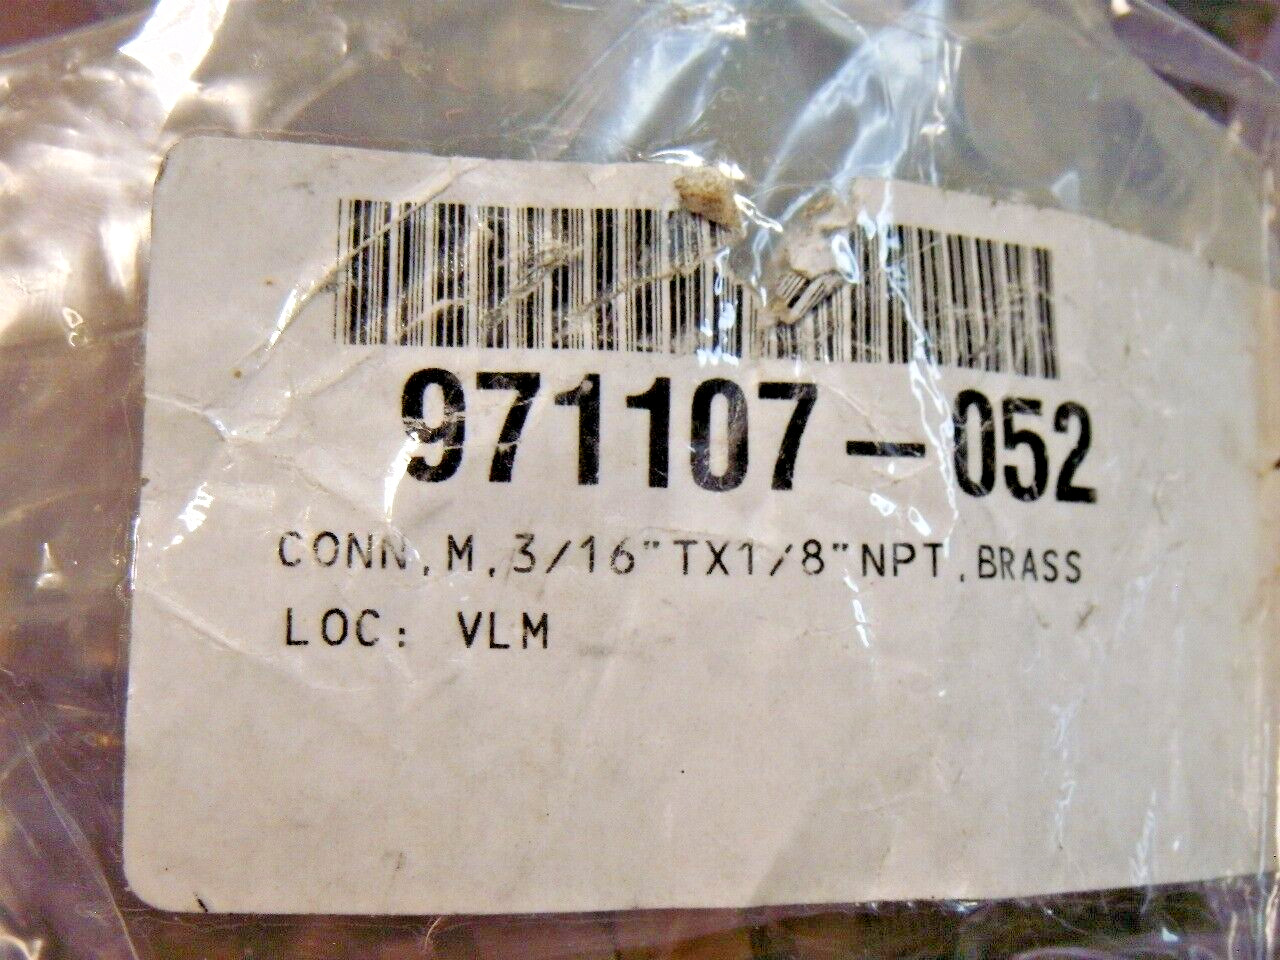 971107-052
CONN,M,3/16"TX1/8"NPT,BRASS
LOC: VLM